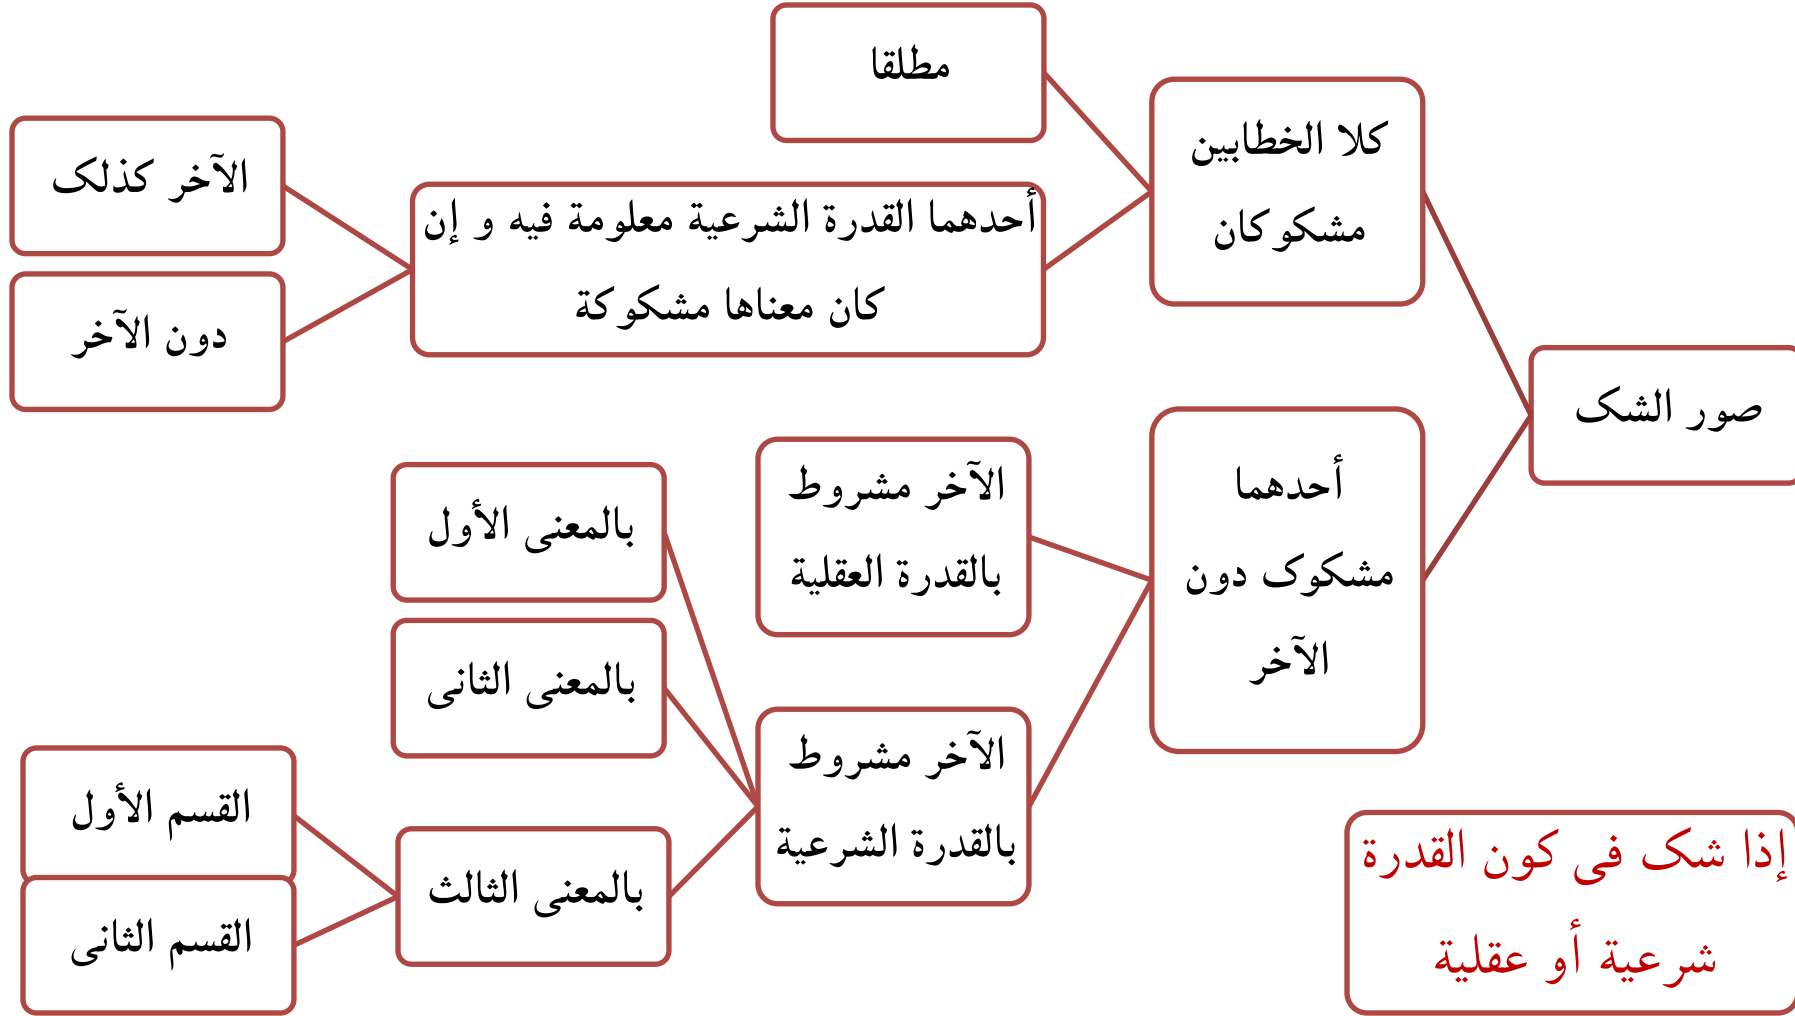 صور الشک
كلا الخطابين
مشكوكان
مطلقا
أحدهما القدرة الشرعية معلومة فيه و إن
كان معناها مشكوكة
الآخر كذلک
دون الآخر
أحدهما
مشكوک دون
الآخر
الآخر مشروط
بالقدرة العقلية
الآخر مشروط
بالقدرة الشرعية
بالمعنى الأول
بالمعنى الثانى
بالمعنى الثالث
القسم الأول
القسم الثانى
إذا شک فى كون القدرة
شرعية أو عقلية